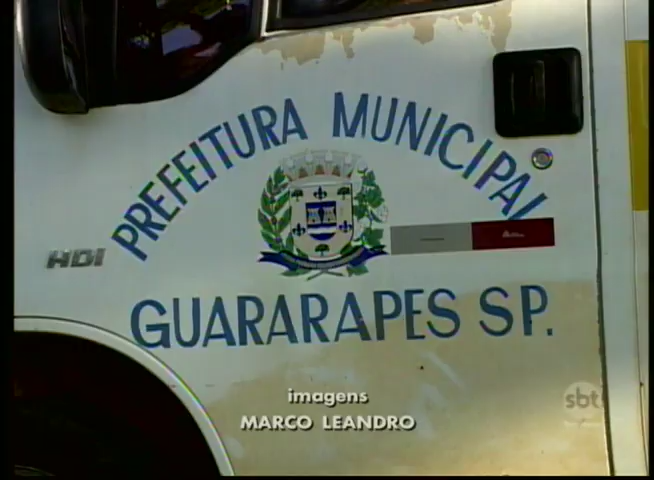 PREFEITURA MUNICIPAL
HDI
GUARARAPES SP.
imagens
MARCO LEANDRO
sbt